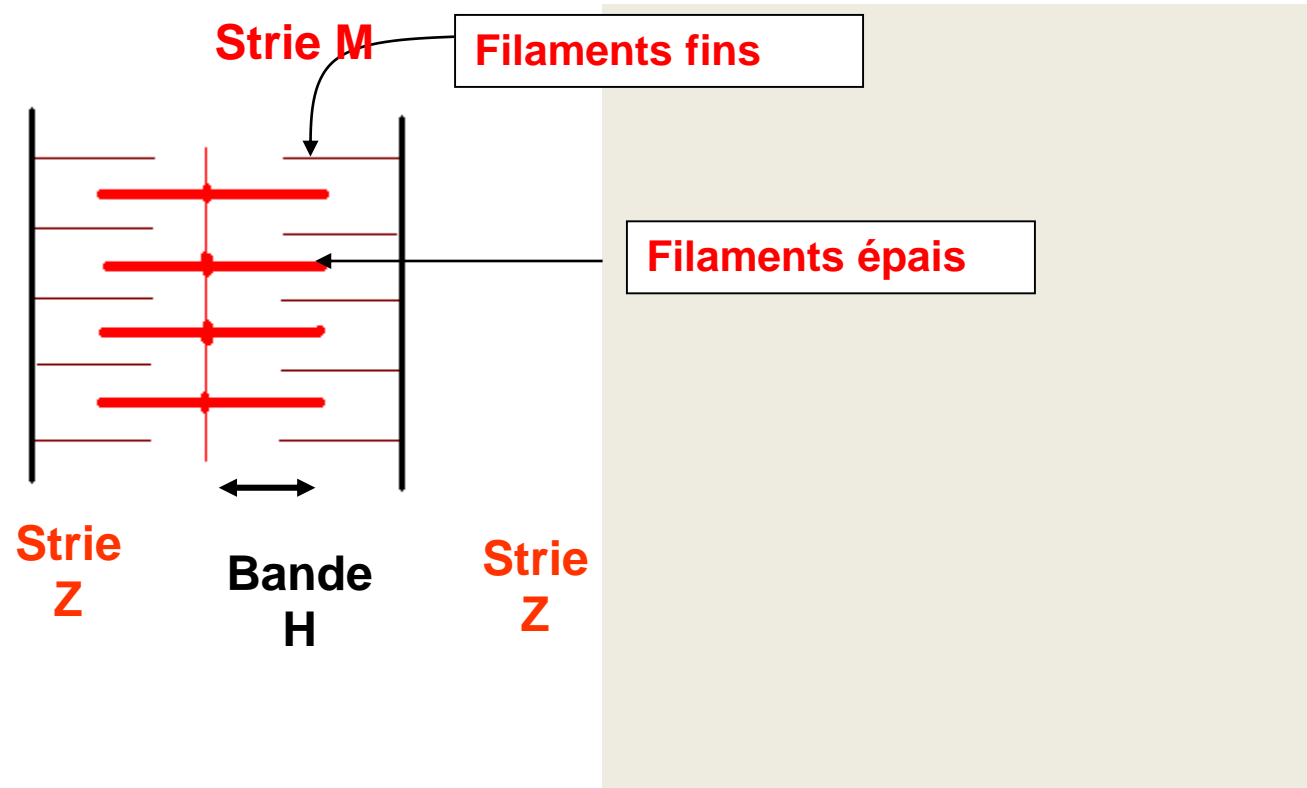 Strie M
Filaments fins
Filaments épais
Strie
Z
Bande
H
Strie
Z